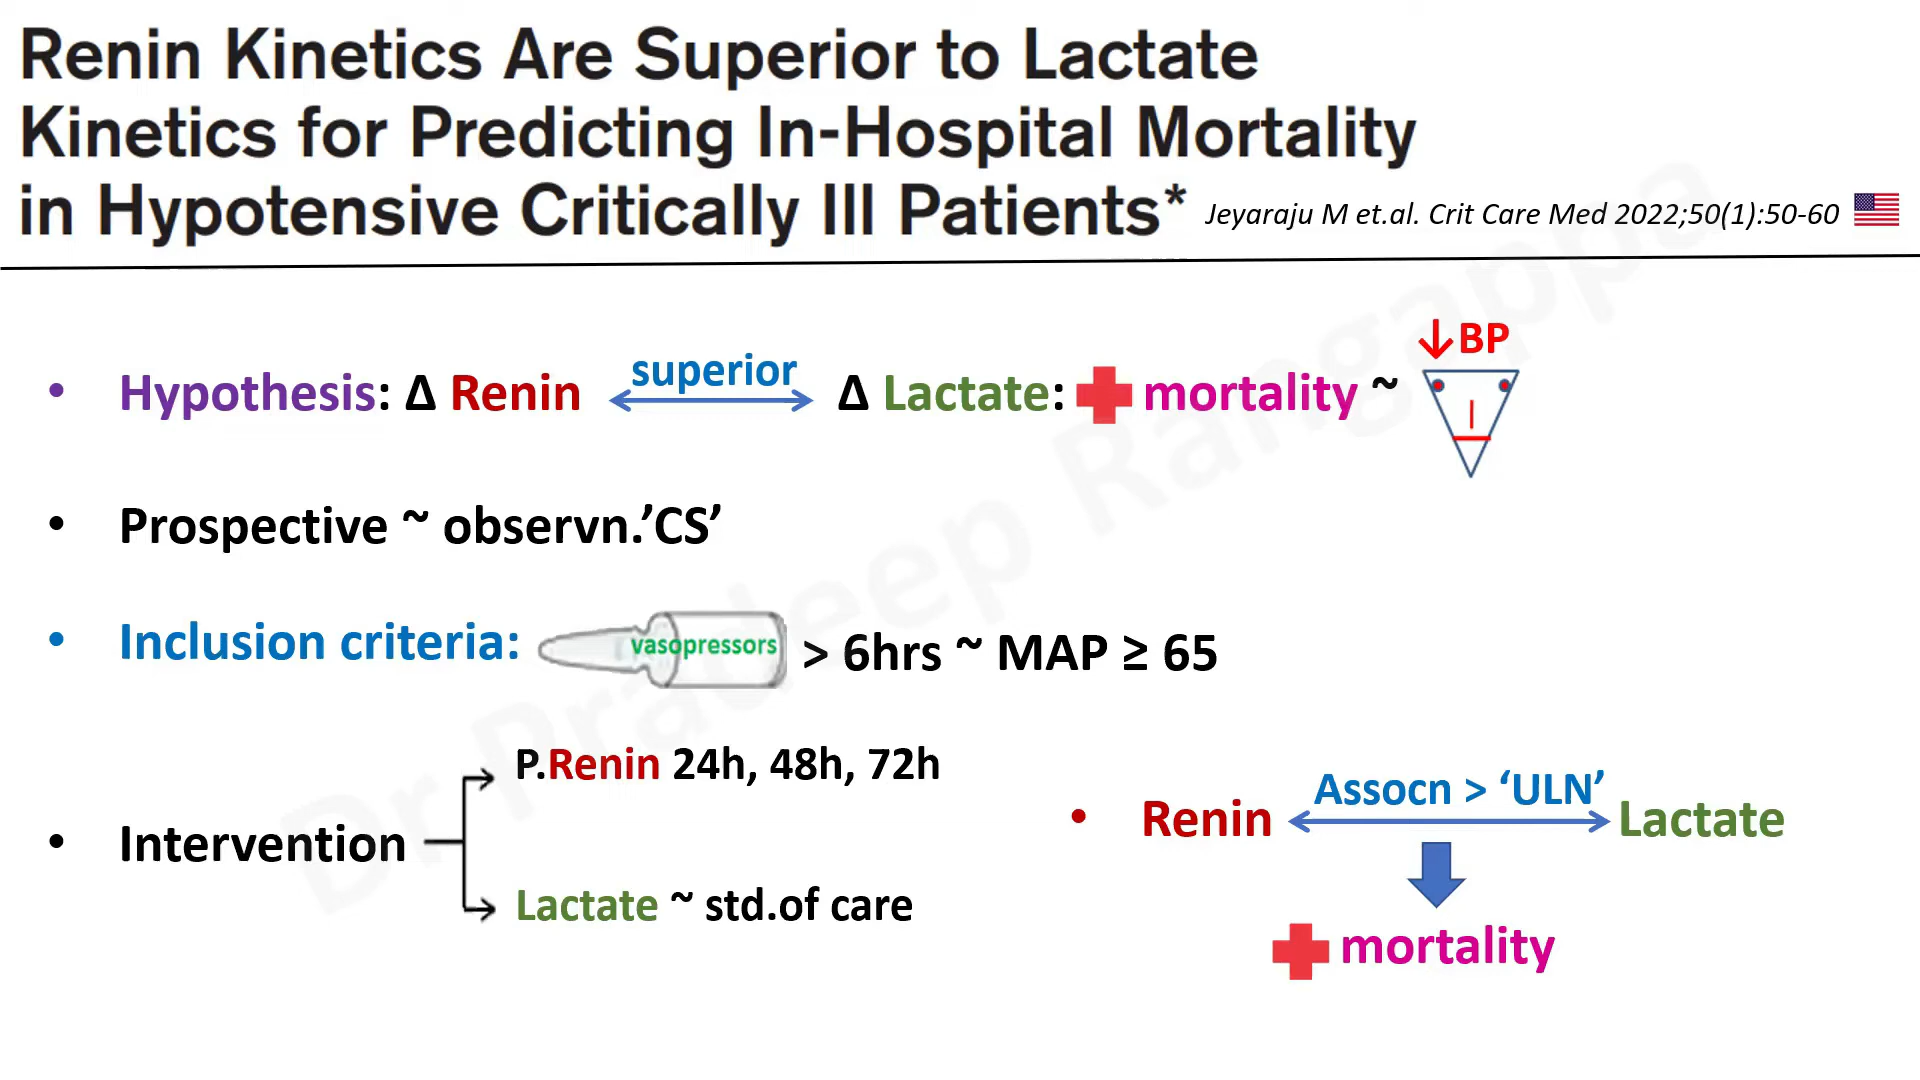 Renin Kinetics Are Superior to Lactate
Kinetics for Predicting In-Hospital Mortality
in Hypotensive Critically Ill Patients* Jeyaraju M et.al. Crit Care Med 2022;50(1):50-60
↓BP
• Hypothesis: Δ Renin superior Δ Lactate: mortality ~
• Prospective ~ observn.’CS’
• Inclusion criteria: vasopressors > 6hrs ~ MAP ≥ 65
P.Renin 24h, 48h, 72h
• Intervention
Lactate ~ std.of care
Assocn > ‘ULN’
• Renin Lactate
mortality
Dr Pradeep Rangappa